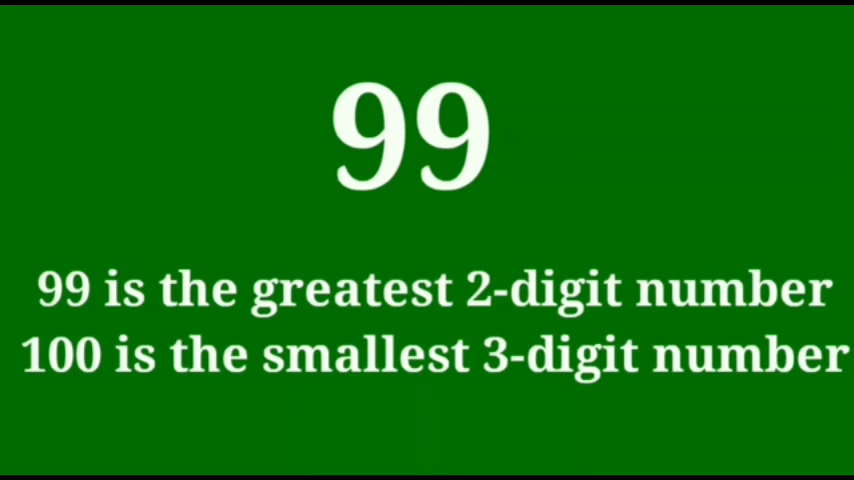 99
99 is the greatest 2-digit number
100 is the smallest 3-digit number